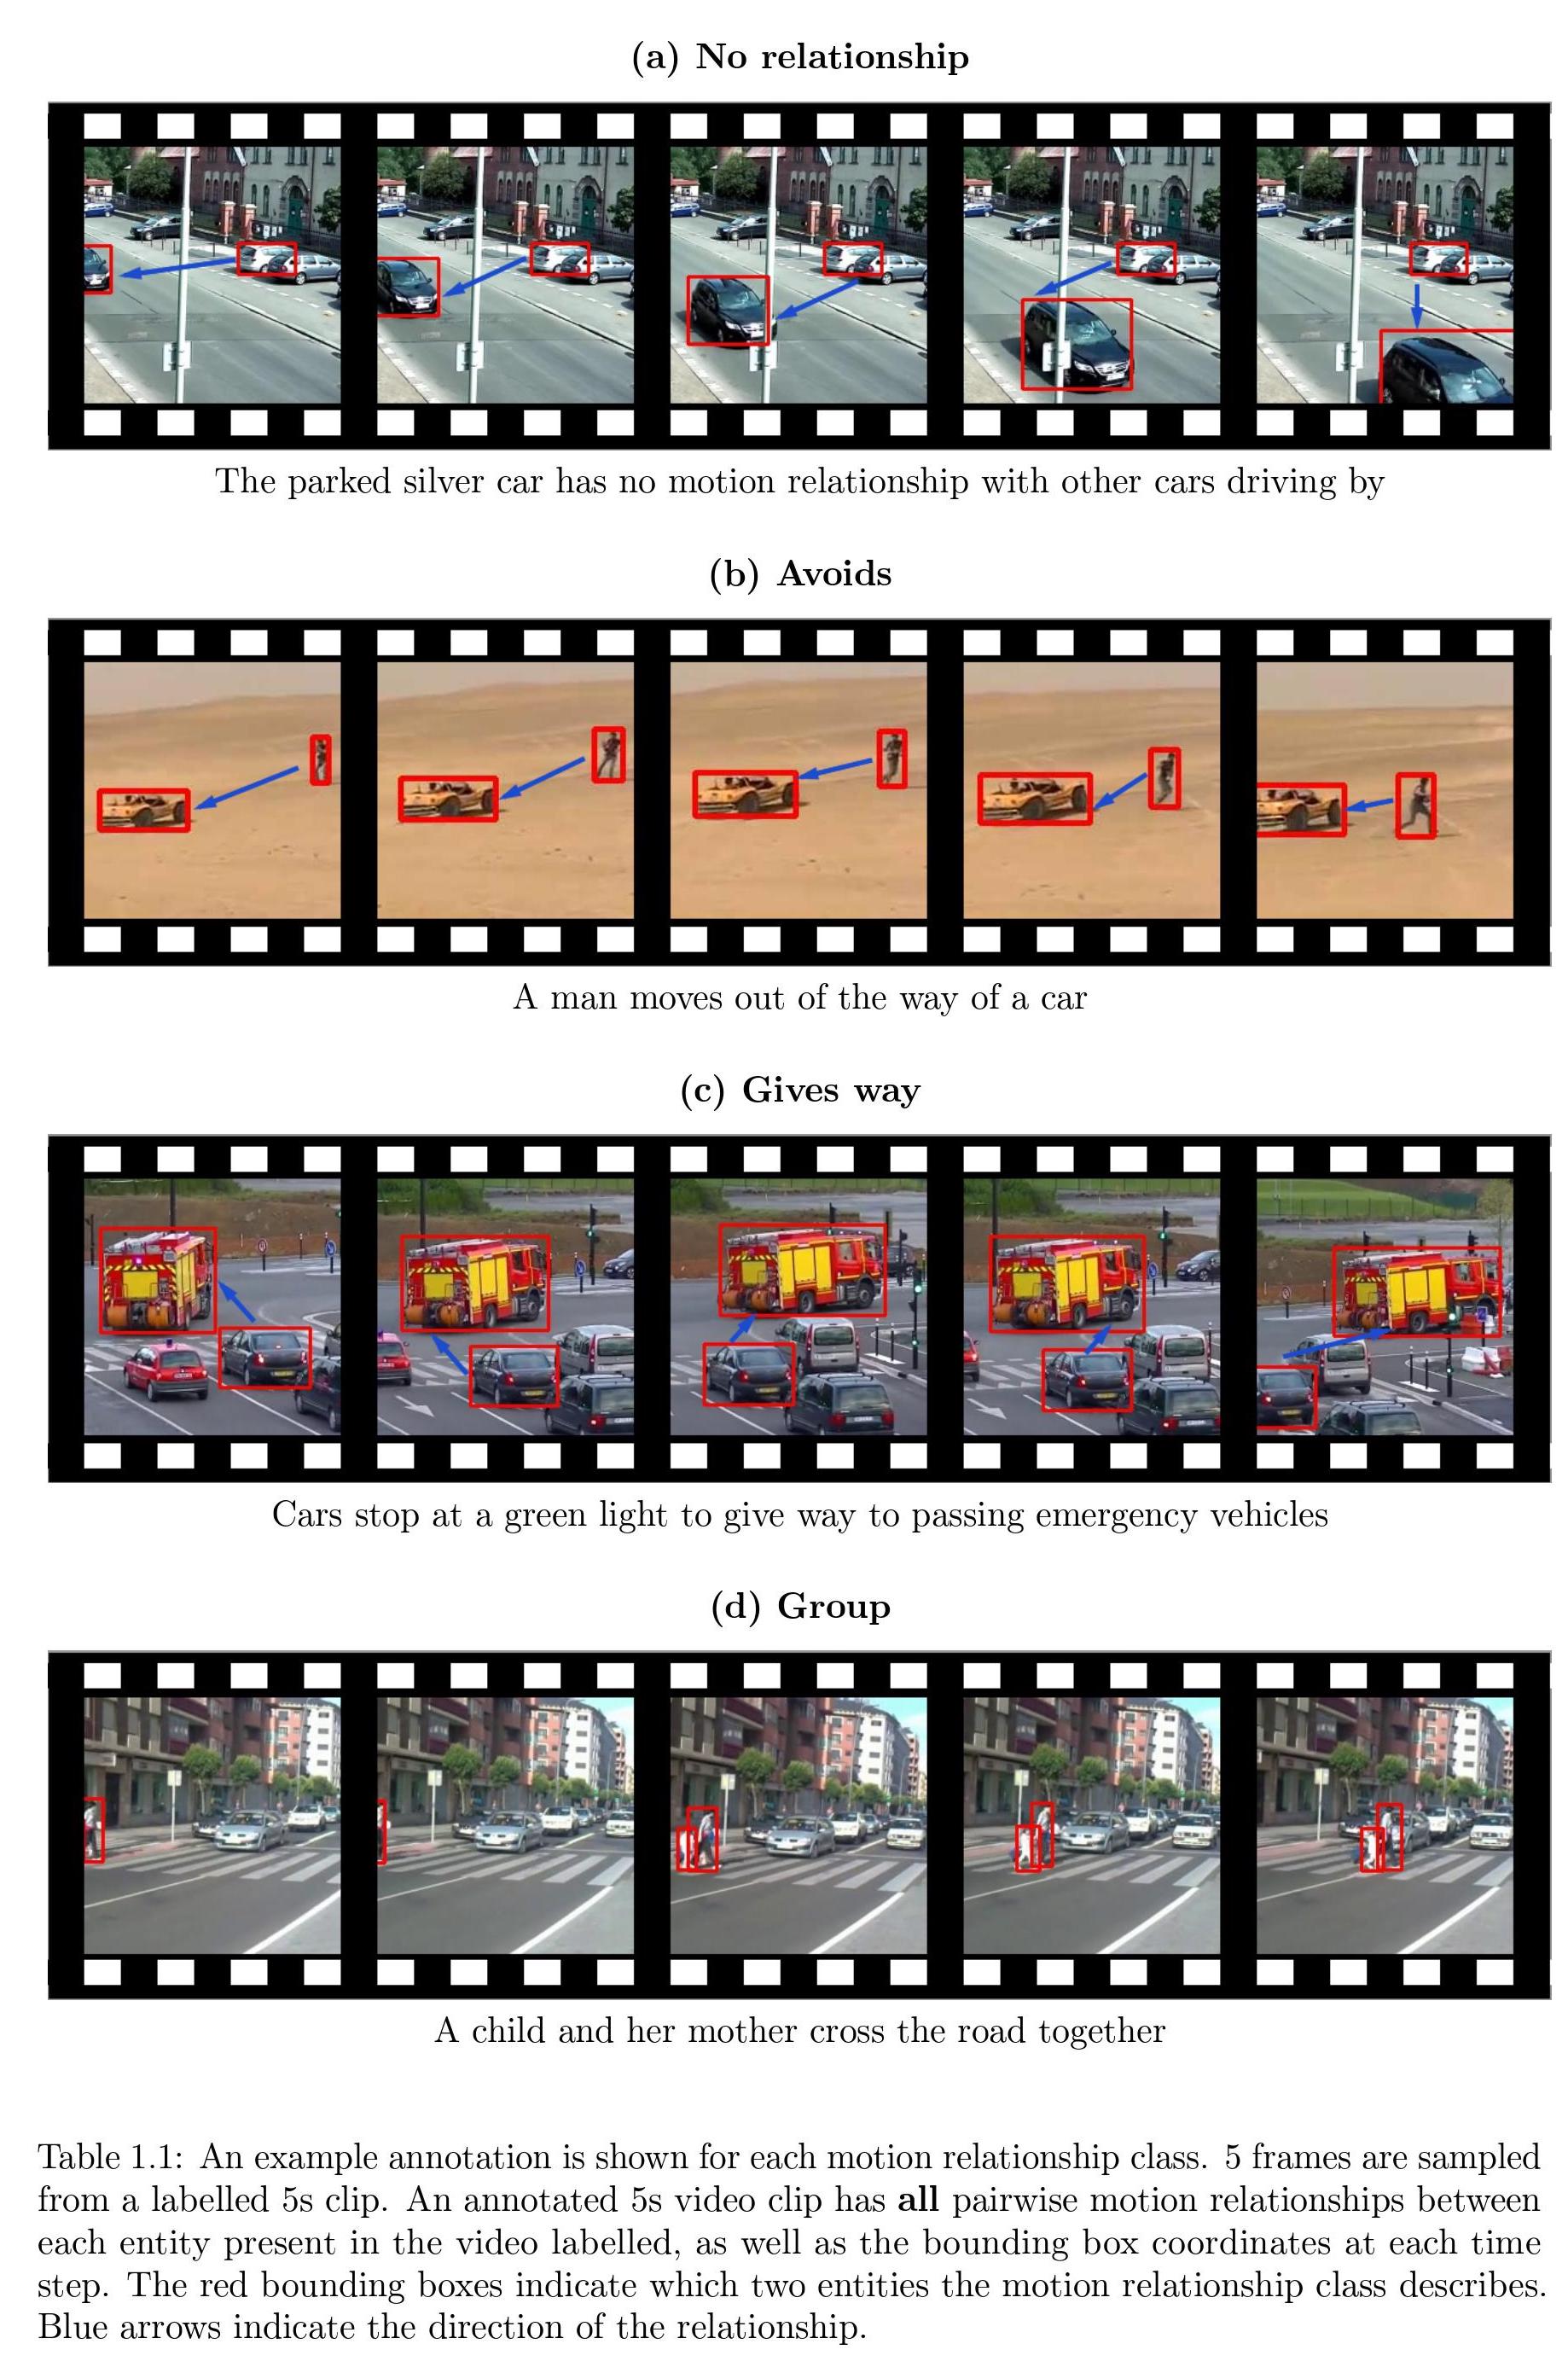 (a) No relationship
The parked silver car has no motion relationship with other cars driving by
(b) Avoids
A man moves out of the way of a car
(c) Gives way
Cars stop at a green light to give way to passing emergency vehicles
(d) Group
A child and her mother cross the road together
Table 1.1: An example annotation is shown for each motion relationship class. 5 frames are sampled
from a labelled 5s clip. An annotated 5s video clip has all pairwise motion relationships between
each entity present in the video labelled, as well as the bounding box coordinates at each time
step. The red bounding boxes indicate which two entities the motion relationship class describes.
Blue arrows indicate the direction of the relationship.